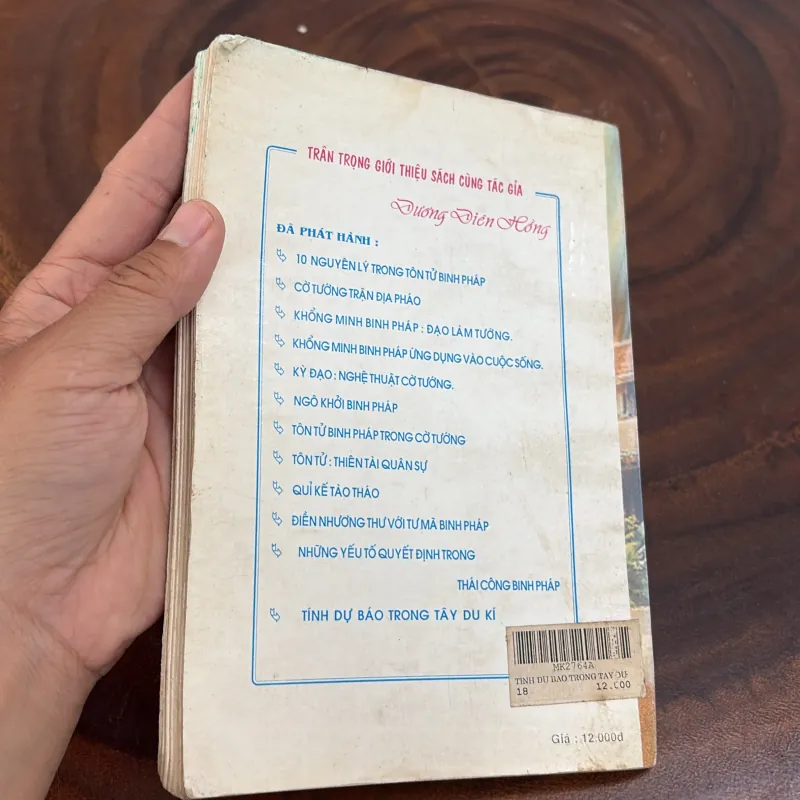 TRÂN TRỌNG GIỚI THIỆU SÁCH CÙNG TÁC GỈA
Dương Diên Hồng
ĐÃ PHÁT HÀNH :
10 NGUYÊN LÝ TRONG TÔN TỬ BINH PHÁP
CỜ TƯỚNG TRẬN ĐỊA PHÁO
KHỔNG MINH BINH PHÁP : ĐẠO LÀM TƯỚNG.
KHỔNG MINH BINH PHÁP ỨNG DỤNG VÀO CUỘC SỐNG.
KỲ ĐẠO : NGHỆ THUẬT CỜ TƯỚNG.
NGÔ KHỞI BINH PHÁP
TÔN TỬ BINH PHÁP TRONG CỜ TƯỚNG
TÔN TỬ : THIÊN TÀI QUÂN SỰ
QUỈ KẾ TÀO THÁO
ĐIỀN NHƯƠNG THƯ VỚI TƯ MÃ BINH PHÁP
NHỮNG YẾU TỐ QUYẾT ĐỊNH TRONG
THÁI CÔNG BINH PHÁP
TÍNH DỰ BÁO TRONG TÂY DU KÍ
MK2764A
TINH DU BAO TRONG TAY DU
18 12.000
Giá : 12.000đ